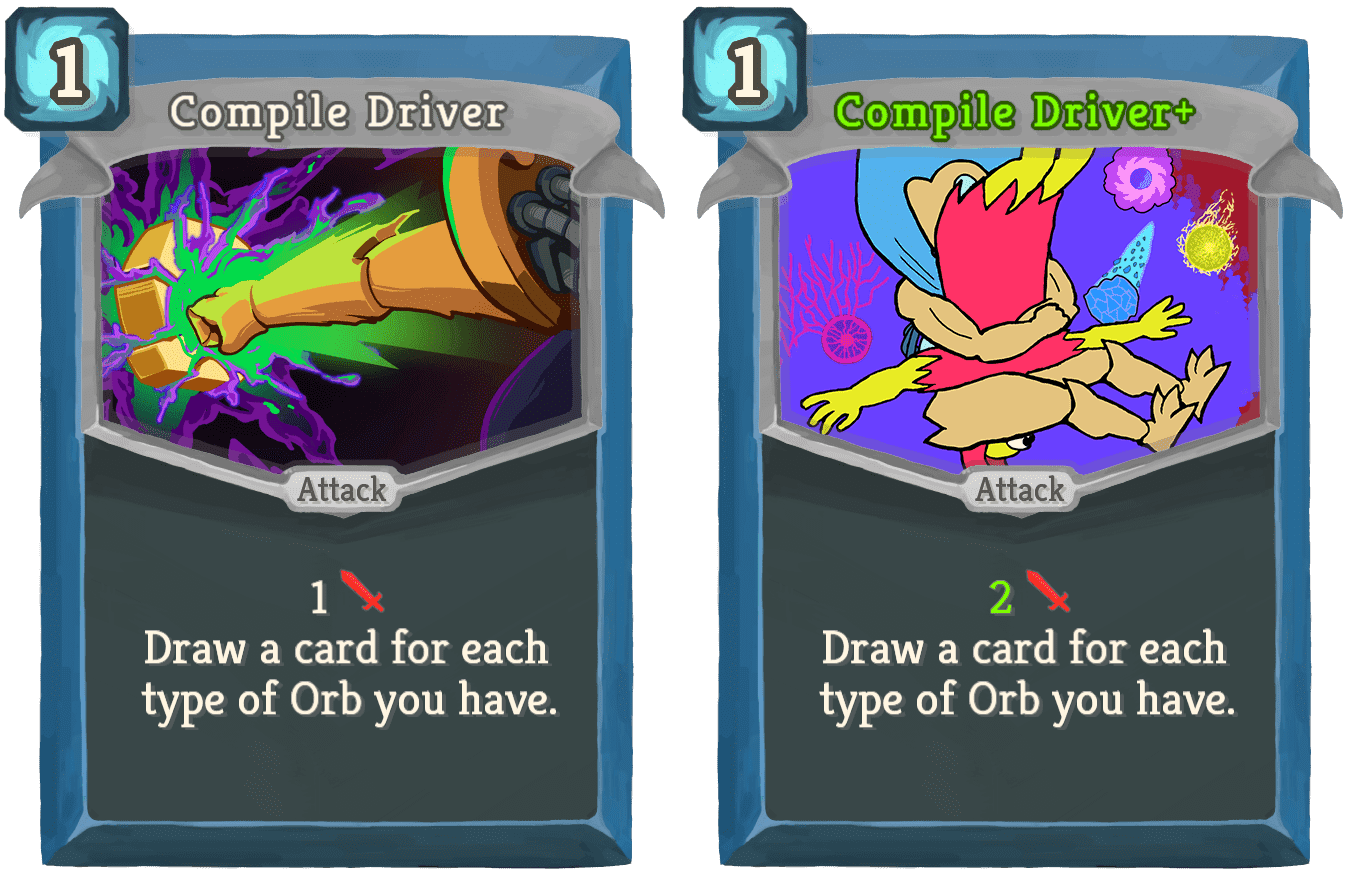 1
Compile Driver
Attack
1
Draw a card for each
type of Orb you have.
1
Compile Driver+
Attack
2
Draw a card for each
type of Orb you have.